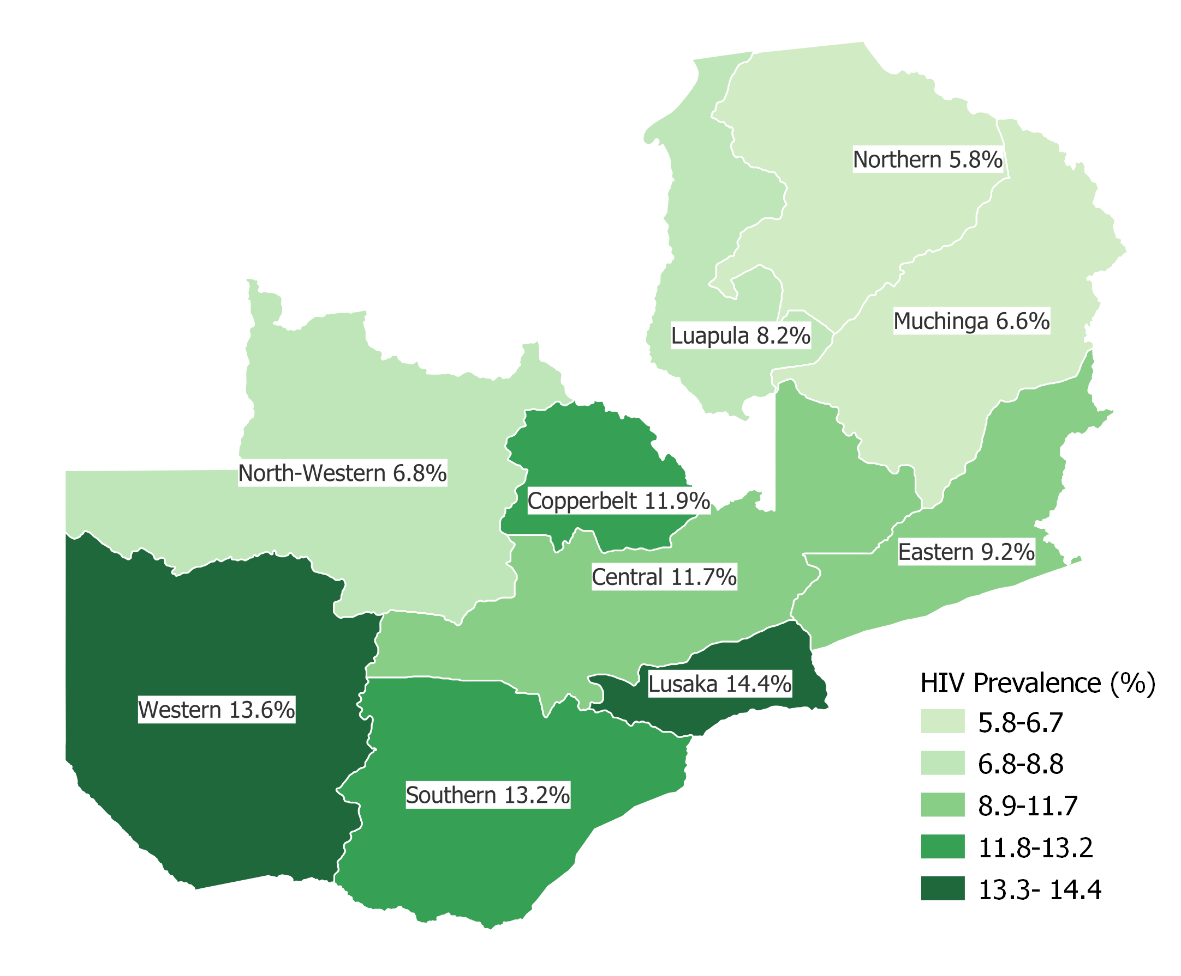 Northern 5.8%
Muchinga 6.6%
Luapula 8.2%
North-Western 6.8%
Copperbelt 11.9%
Eastern 9.2%
Central 11.7%
Lusaka 14.4%
Western 13.6%
Southern 13.2%
HIV Prevalence (%)
5.8-6.7
6.8-8.8
8.9-11.7
11.8-13.2
13.3- 14.4